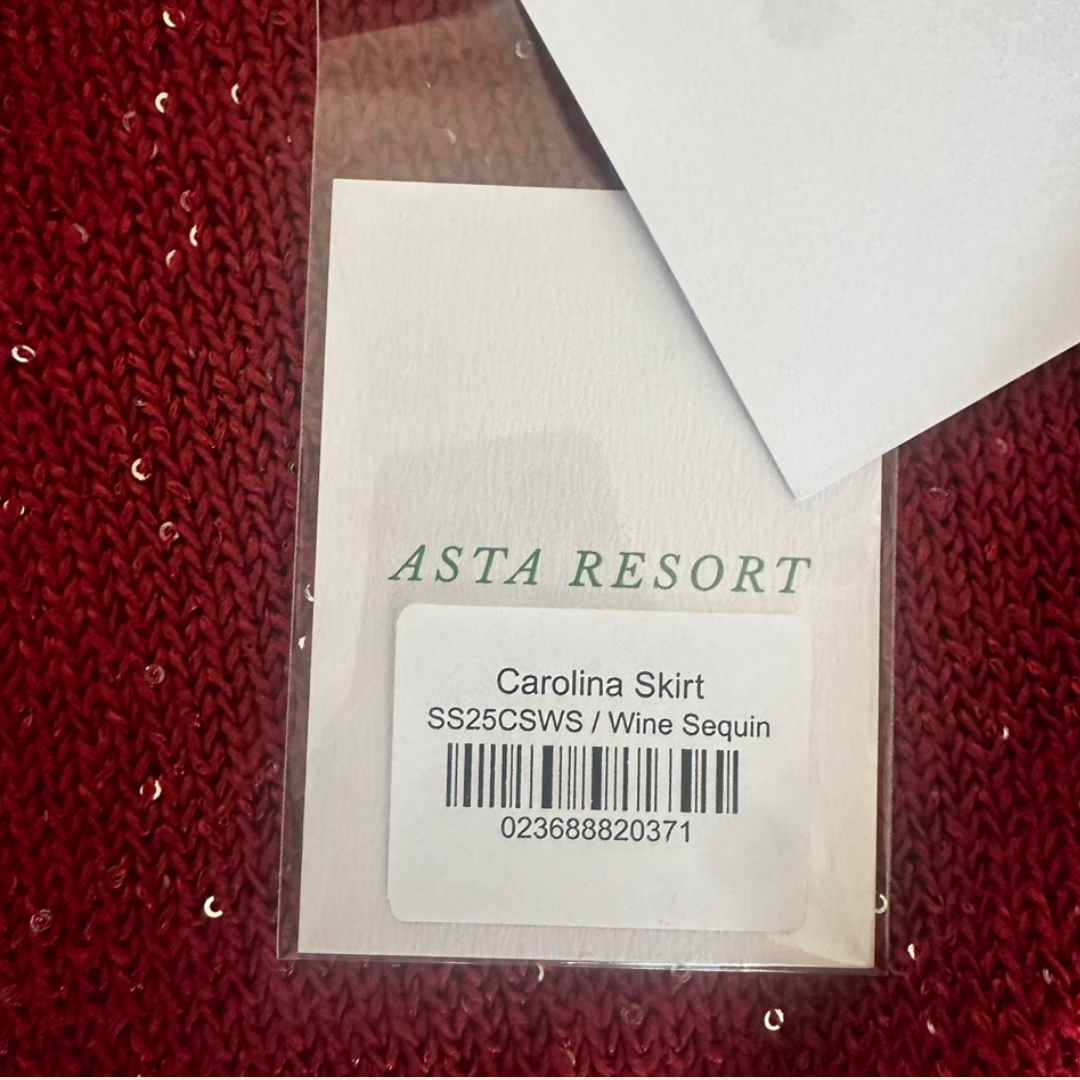 ASTA RESORT
Carolina Skirt
SS25CSWS / Wine Sequin
023688820371